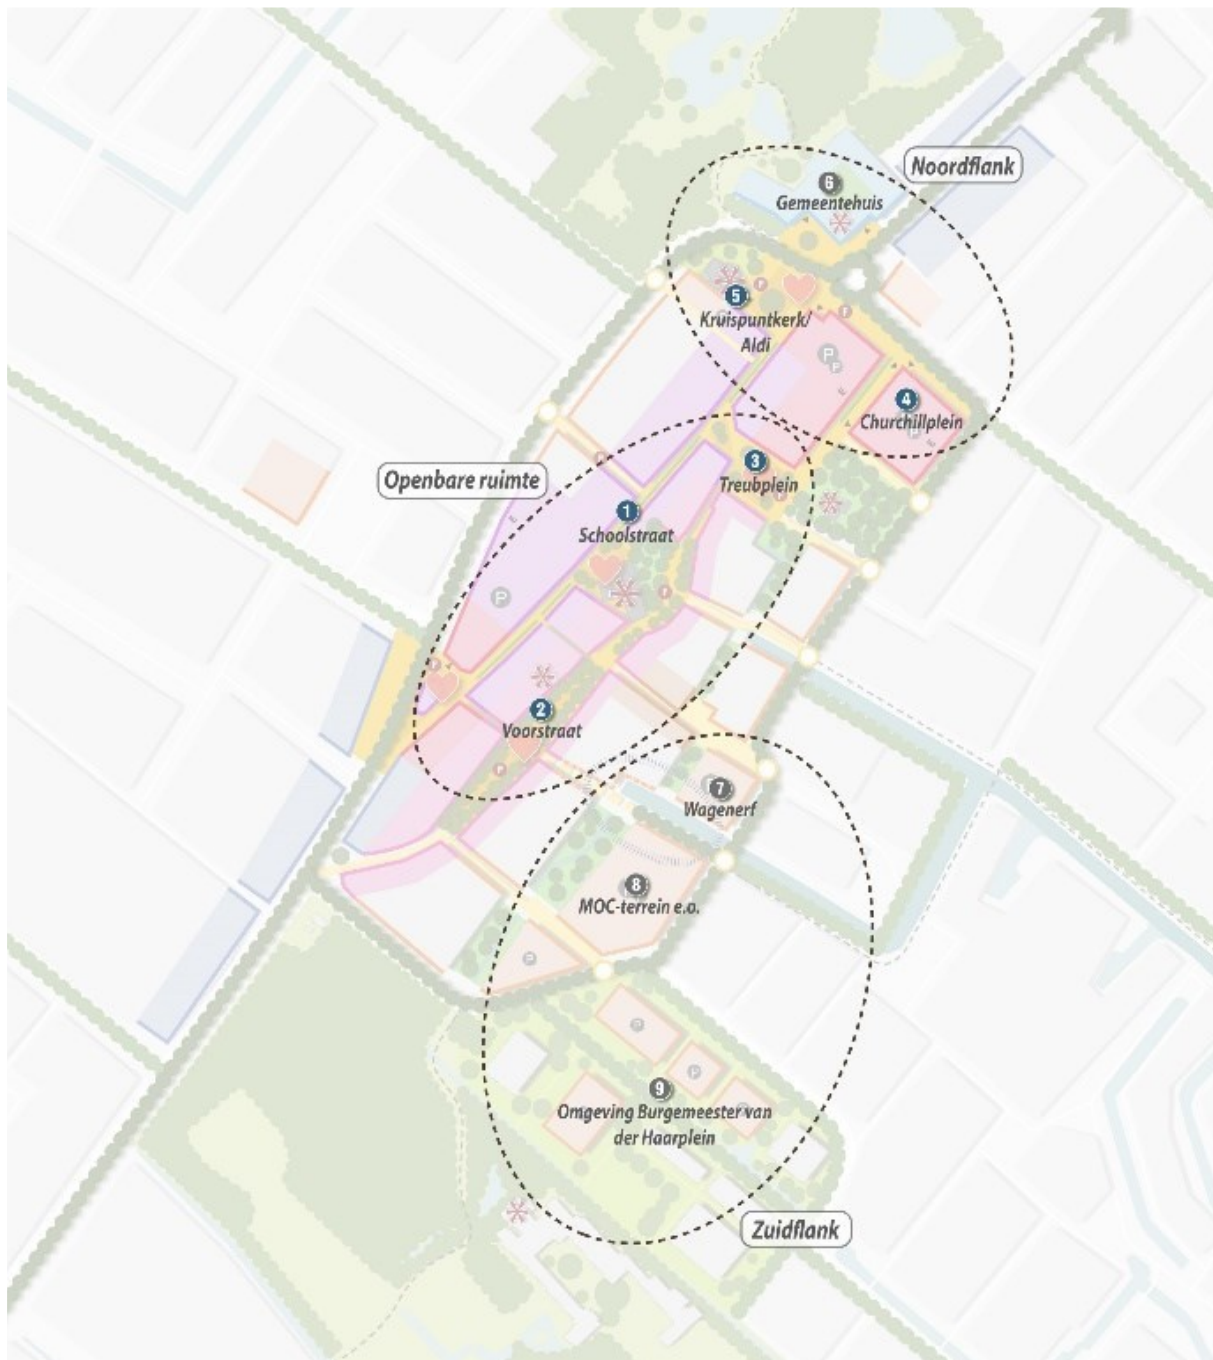 Noordflank
6
Gemeentehuis
5
Kruispuntkerk/
Aldi
P
P
4
Churchillplein
Openbare ruimte
3
Treubplein
1
Schoolstraat
P
2
Voorstraat
7
Wagenerf
8
MOC-terrein e.o.
P
P
P
9
Omgeving Burgemeester van
der Haarplein
Zuidflank